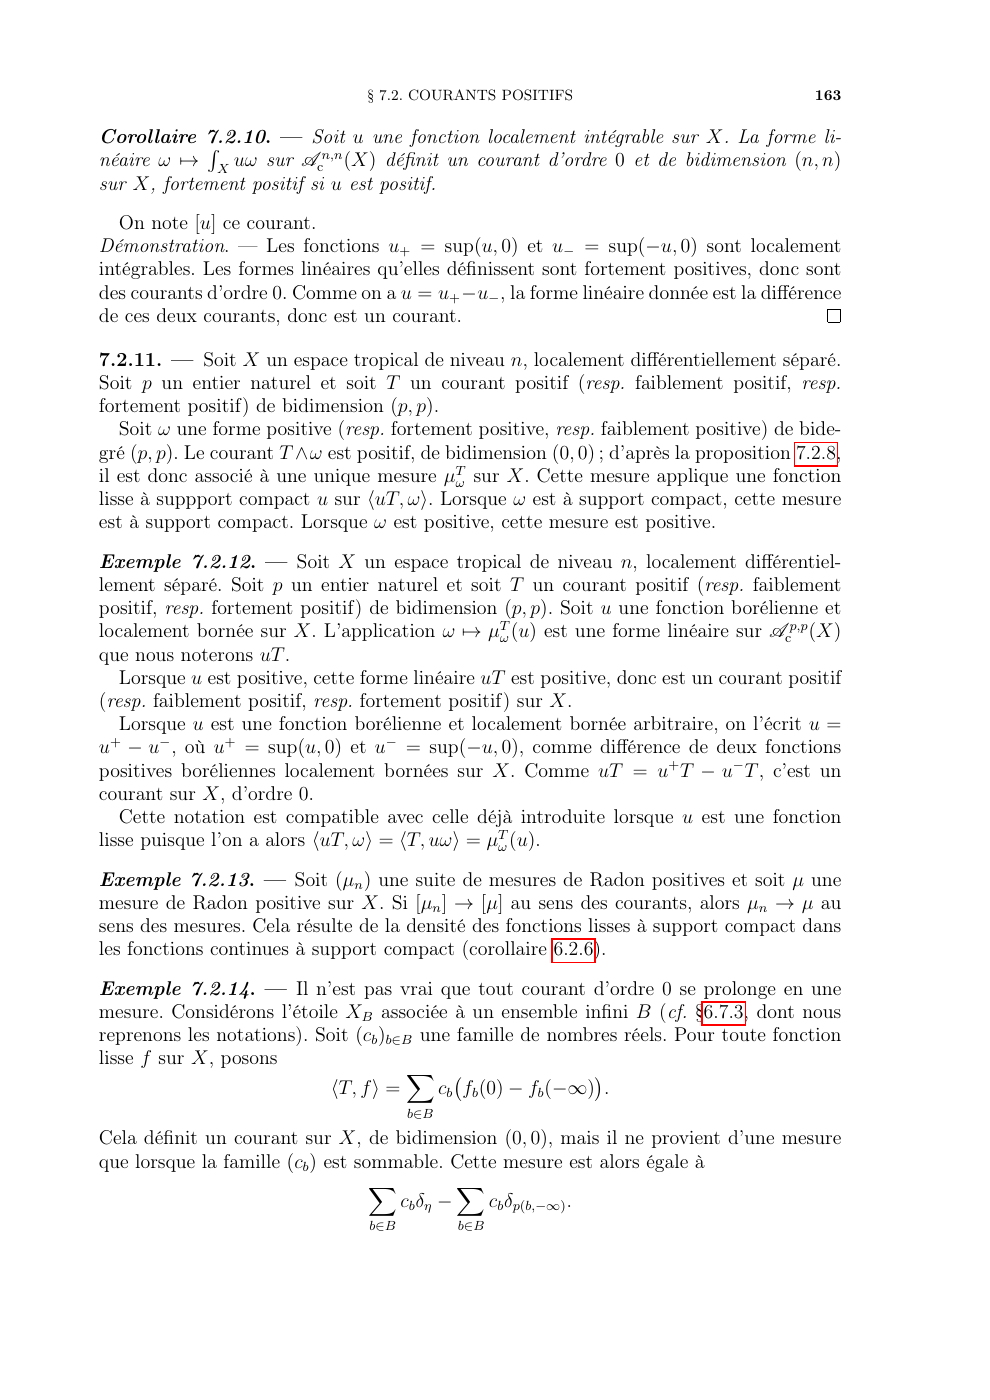 § 7.2. COURANTS POSITIFS 163
Corollaire 7.2.10. — Soit u une fonction localement intégrable sur X. La forme li-
néaire ω ↦ ∫_X uω sur 𝒜_c^{n,n}(X) définit un courant d'ordre 0 et de bidimension (n, n)
sur X, fortement positif si u est positif.
On note [u] ce courant.
Démonstration. — Les fonctions u₊ = sup(u, 0) et u₋ = sup(−u, 0) sont localement
intégrables. Les formes linéaires qu'elles définissent sont fortement positives, donc sont
des courants d'ordre 0. Comme on a u = u₊−u₋, la forme linéaire donnée est la différence
de ces deux courants, donc est un courant. □
7.2.11. — Soit X un espace tropical de niveau n, localement différentiellement séparé.
Soit p un entier naturel et soit T un courant positif (resp. faiblement positif, resp.
fortement positif) de bidimension (p, p).
Soit ω une forme positive (resp. fortement positive, resp. faiblement positive) de bide-
gré (p, p). Le courant T ∧ω est positif, de bidimension (0, 0) ; d'après la proposition 7.2.8,
il est donc associé à une unique mesure μ_ω^T sur X. Cette mesure applique une fonction
lisse à suppport compact u sur ⟨uT, ω⟩. Lorsque ω est à support compact, cette mesure
est à support compact. Lorsque ω est positive, cette mesure est positive.
Exemple 7.2.12. — Soit X un espace tropical de niveau n, localement différentiel-
lement séparé. Soit p un entier naturel et soit T un courant positif (resp. faiblement
positif, resp. fortement positif) de bidimension (p, p). Soit u une fonction borélienne et
localement bornée sur X. L'application ω ↦ μ_ω^T(u) est une forme linéaire sur 𝒜_c^{p,p}(X)
que nous noterons uT.
Lorsque u est positive, cette forme linéaire uT est positive, donc est un courant positif
(resp. faiblement positif, resp. fortement positif) sur X.
Lorsque u est une fonction borélienne et localement bornée arbitraire, on l'écrit u =
u⁺ − u⁻, où u⁺ = sup(u, 0) et u⁻ = sup(−u, 0), comme différence de deux fonctions
positives boréliennes localement bornées sur X. Comme uT = u⁺T − u⁻T, c'est un
courant sur X, d'ordre 0.
Cette notation est compatible avec celle déjà introduite lorsque u est une fonction
lisse puisque l'on a alors ⟨uT, ω⟩ = ⟨T, uω⟩ = μ_ω^T(u).
Exemple 7.2.13. — Soit (μ_n) une suite de mesures de Radon positives et soit μ une
mesure de Radon positive sur X. Si [μ_n] → [μ] au sens des courants, alors μ_n → μ au
sens des mesures. Cela résulte de la densité des fonctions lisses à support compact dans
les fonctions continues à support compact (corollaire 6.2.6).
Exemple 7.2.14. — Il n'est pas vrai que tout courant d'ordre 0 se prolonge en une
mesure. Considérons l'étoile X_B associée à un ensemble infini B (cf. §6.7.3, dont nous
reprenons les notations). Soit (c_b)_{b∈B} une famille de nombres réels. Pour toute fonction
lisse f sur X, posons
⟨T, f⟩ = ∑_{b∈B} c_b(f_b(0) − f_b(−∞)).
Cela définit un courant sur X, de bidimension (0, 0), mais il ne provient d'une mesure
que lorsque la famille (c_b) est sommable. Cette mesure est alors égale à
∑_{b∈B} c_bδ_η − ∑_{b∈B} c_bδ_{p(b,−∞)}.